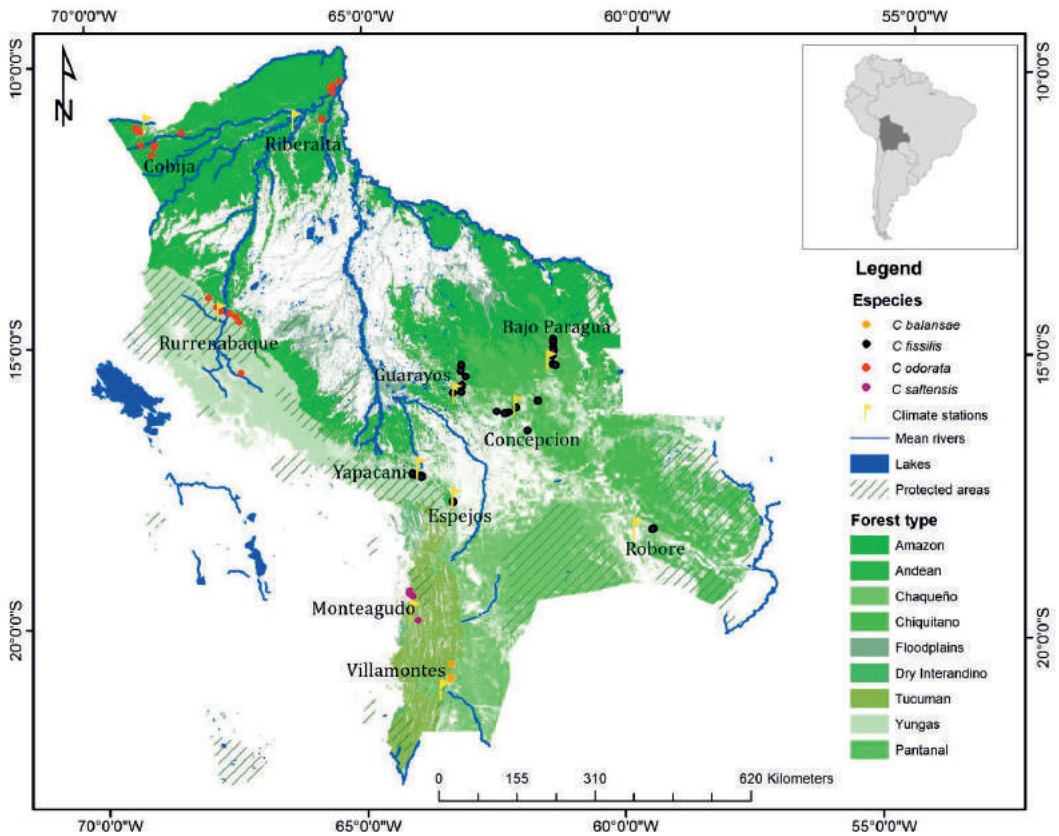 70°0'0"W 65°0'0"W 60°0'0"W 55°0'0"W
10°0'0"S
10°0'0"S
N
Cobija
Riberalta
Rurrenabaque
Bajo Paragua
15°0'0"S
15°0'0"S
Guarayos
Concepcion
Yapacani
Espejos
Robore
Monteagudo
20°0'0"S
20°0'0"S
Villamontes
Legend
Especies
C balansae
C fissilis
C odorata
C saltensis
Climate stations
Mean rivers
Lakes
Protected areas
Forest type
Amazon
Andean
Chaqueño
Chiquitano
Floodplains
Dry Interandino
Tucuman
Yungas
Pantanal
0 155 310 620 Kilometers
70°0'0"W 65°0'0"W 60°0'0"W 55°0'0"W